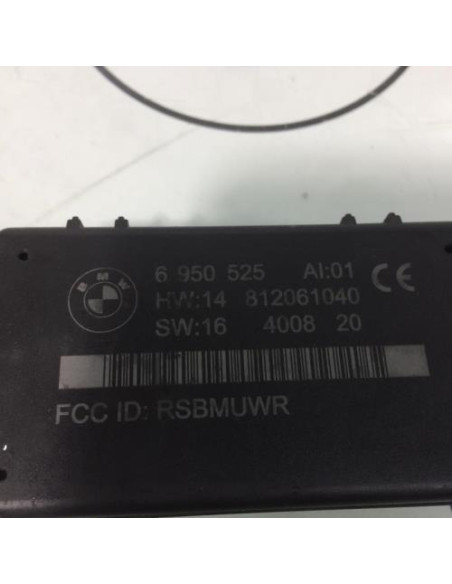 BMW
6 950 525 AI:01 CE
HW:14 812061040
SW:16 4008 20
FCC ID: RSBMUWR